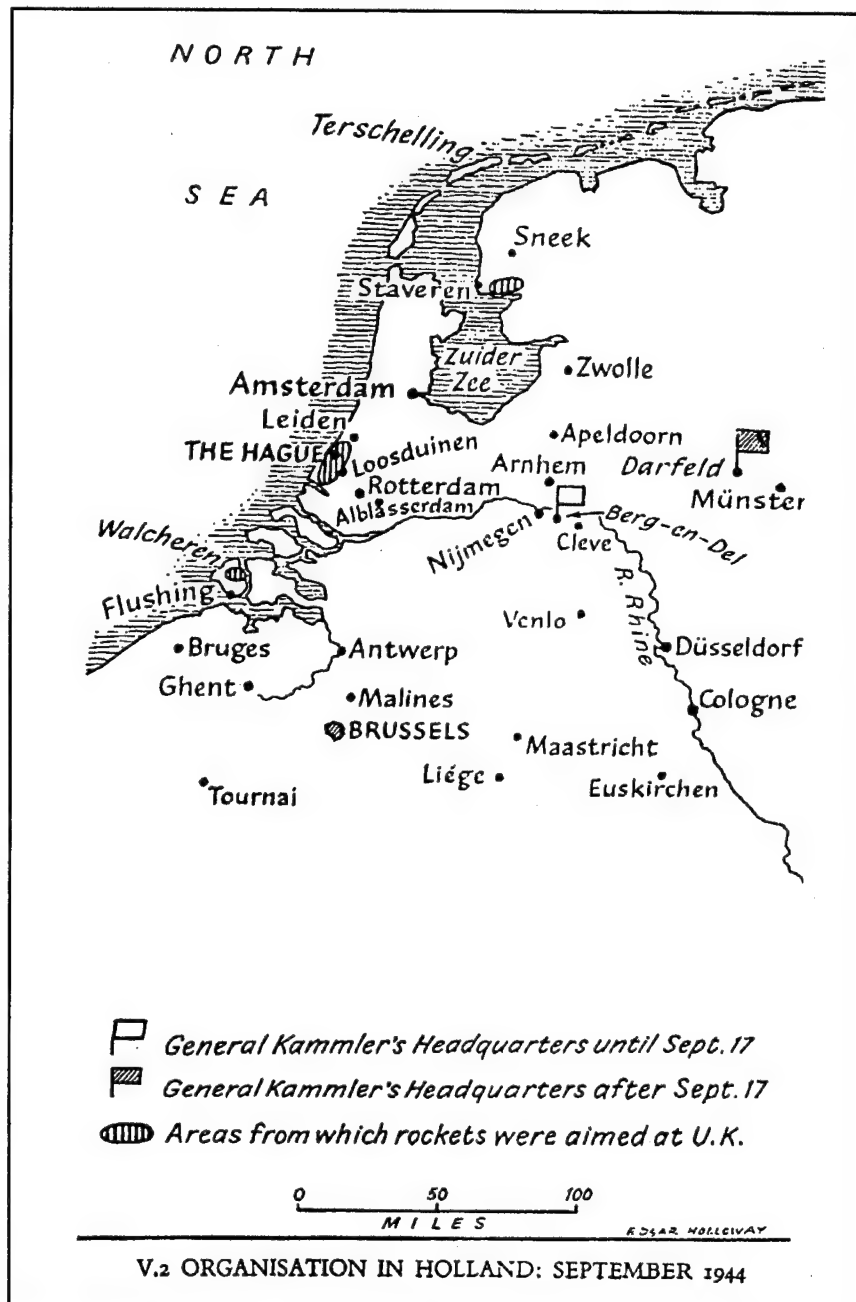 NORTH
SEA
Terschelling
Sneek
Staveren
Zuider
Zee
Zwolle
Amsterdam
Leiden
THE HAGUE
Loosduinen
Apeldoorn
Arnhem
Darfeld
Münster
Rotterdam
Alblasserdam
Nijmegen
Berg-en-Del
Cleve
Walcheren
Flushing
R. Rhine
Venlo
Bruges
Antwerp
Düsseldorf
Ghent
Malines
Cologne
BRUSSELS
Maastricht
Liége
Euskirchen
Tournai
General Kammler's Headquarters until Sept. 17
General Kammler's Headquarters after Sept. 17
Areas from which rockets were aimed at U.K.
0 50 100
MILES
EDGAR HOLLOWAY
V.2 ORGANISATION IN HOLLAND: SEPTEMBER 1944